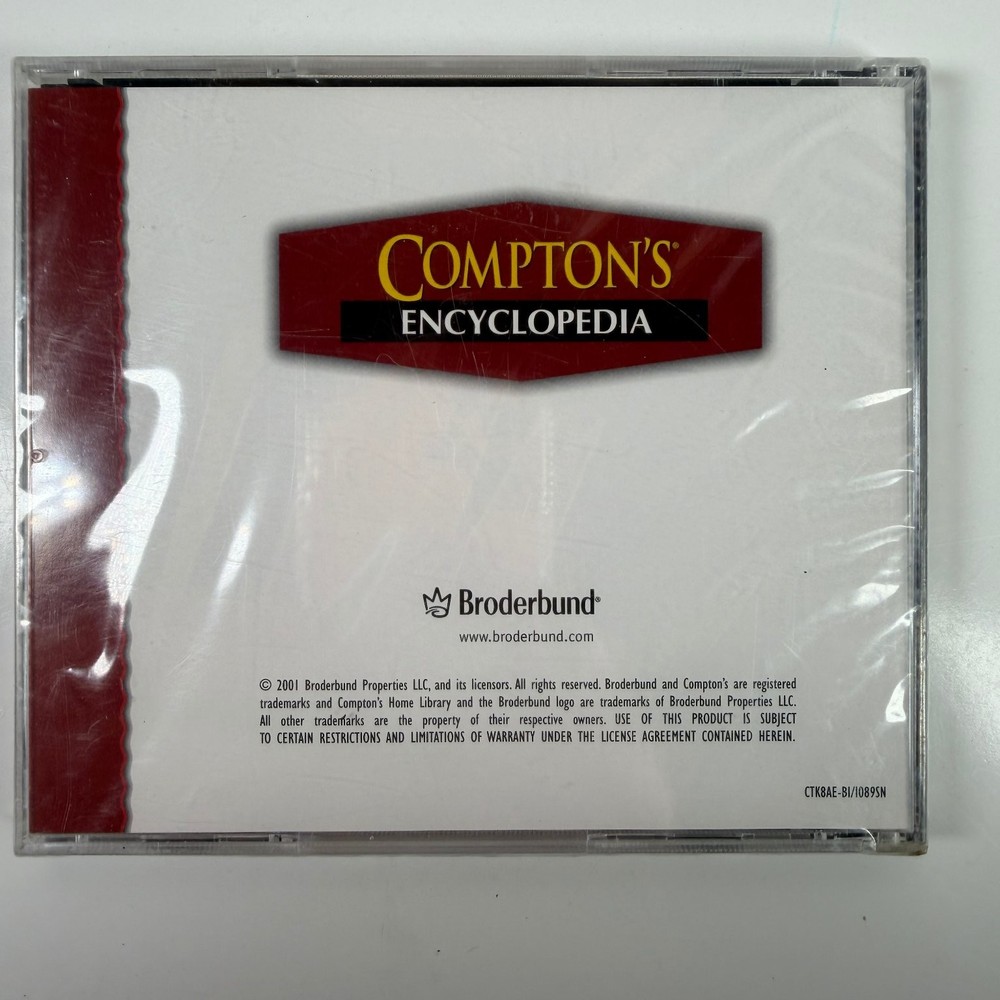 COMPTON'S®
ENCYCLOPEDIA
Broderbund®
www.broderbund.com
© 2001 Broderbund Properties LLC, and its licensors. All rights reserved. Broderbund and Compton's are registered
trademarks and Compton's Home Library and the Broderbund logo are trademarks of Broderbund Properties LLC.
All other trademarks are the property of their respective owners. USE OF THIS PRODUCT IS SUBJECT
TO CERTAIN RESTRICTIONS AND LIMITATIONS OF WARRANTY UNDER THE LICENSE AGREEMENT CONTAINED HEREIN.
CTK8AE-BI/1089SN